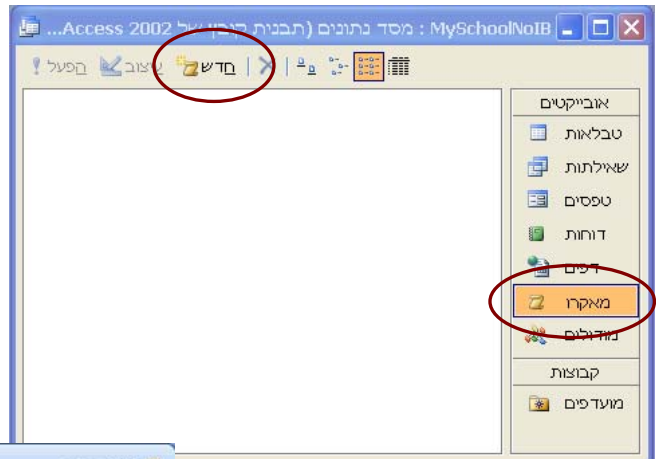 MySchoolNoIB : מסד נתונים (תבנית קובץ של Access 2002...
הפעל עיצוב חדש
אובייקטים
טבלאות
שאילתות
טפסים
דוחות
דפים
מאקרו
מודולים
קבוצות
מועדפים